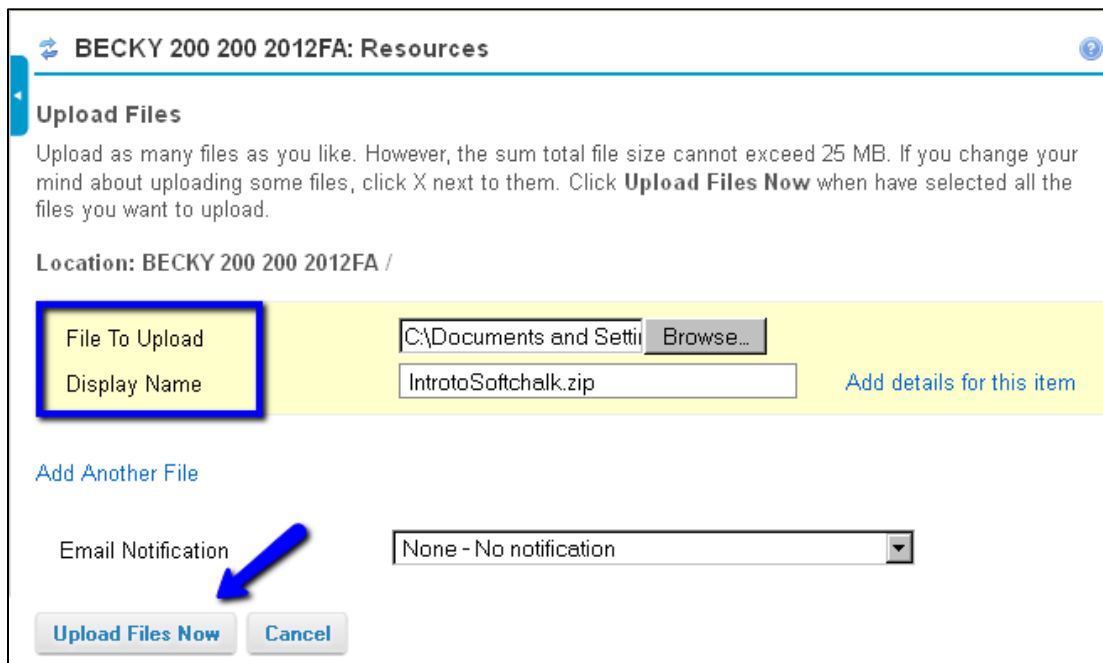 BECKY 200 200 2012FA: Resources
?
Upload Files
Upload as many files as you like. However, the sum total file size cannot exceed 25 MB. If you change your
mind about uploading some files, click X next to them. Click Upload Files Now when have selected all the
files you want to upload.
Location: BECKY 200 200 2012FA /
File To Upload C:\Documents and Settin Browse...
Display Name IntrotoSoftchalk.zip Add details for this item
Add Another File
Email Notification None - No notification
Upload Files Now Cancel